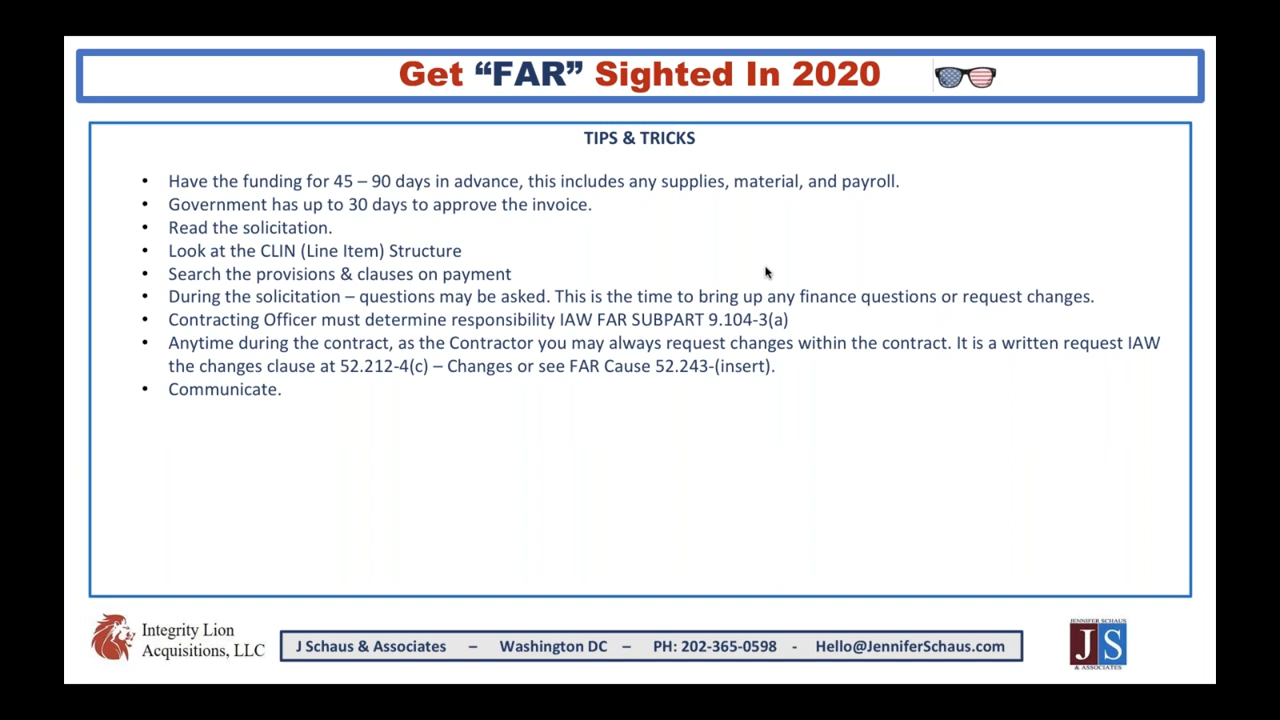 Get “FAR” Sighted In 2020
TIPS & TRICKS
• Have the funding for 45 – 90 days in advance, this includes any supplies, material, and payroll.
• Government has up to 30 days to approve the invoice.
• Read the solicitation.
• Look at the CLIN (Line Item) Structure
• Search the provisions & clauses on payment
• During the solicitation – questions may be asked. This is the time to bring up any finance questions or request changes.
• Contracting Officer must determine responsibility IAW FAR SUBPART 9.104-3(a)
• Anytime during the contract, as the Contractor you may always request changes within the contract. It is a written request IAW
the changes clause at 52.212-4(c) – Changes or see FAR Cause 52.243-(insert).
• Communicate.
Integrity Lion
Acquisitions, LLC
J Schaus & Associates – Washington DC – PH: 202-365-0598 - Hello@JenniferSchaus.com
JENNIFER SCHAUS
J S
& ASSOCIATES